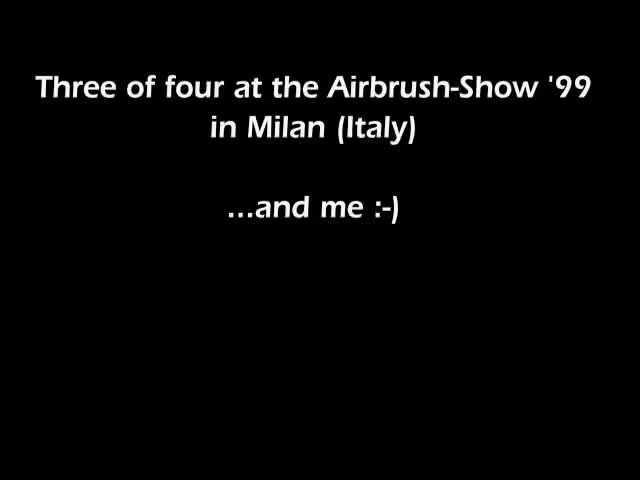 Three of four at the Airbrush-Show '99
in Milan (Italy)
...and me :-)